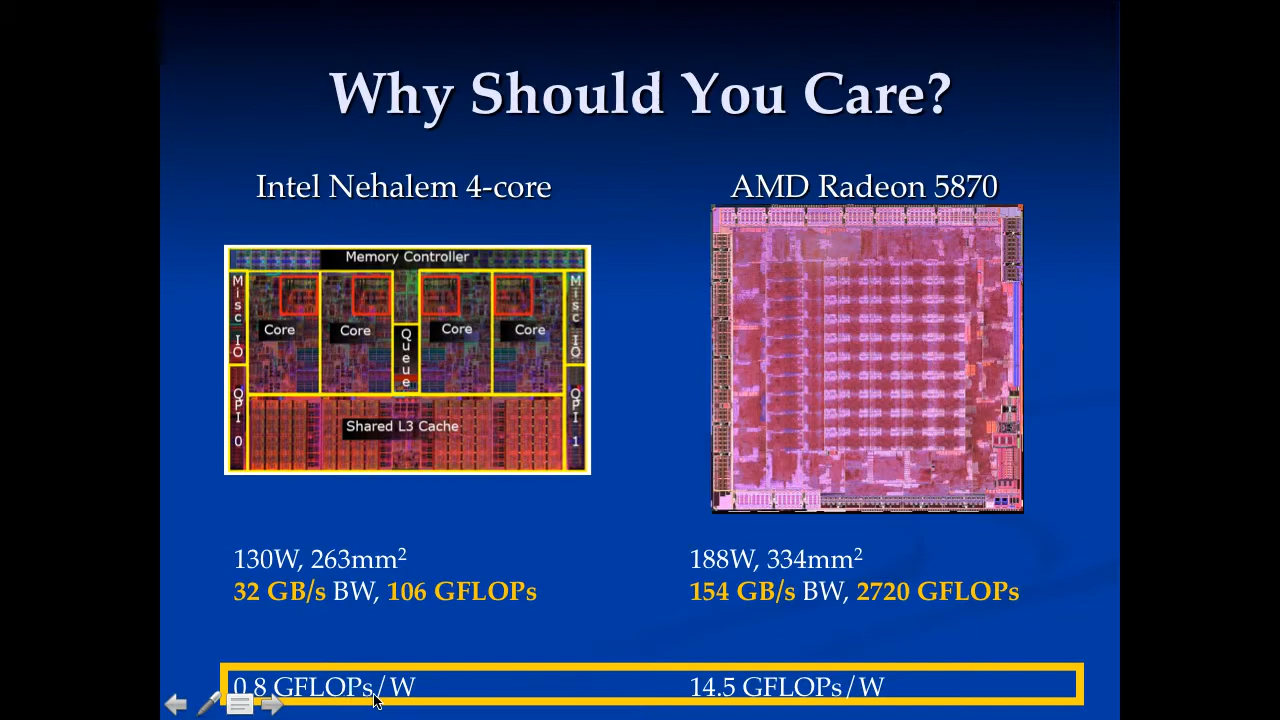 Why Should You Care?
Intel Nehalem 4-core
AMD Radeon 5870
Memory Controller
Misc IO
Core
Core
Queue
Core
Core
Misc IO
QPI 0
Shared L3 Cache
QPI 1
130W, 263mm²
32 GB/s BW, 106 GFLOPs
188W, 334mm²
154 GB/s BW, 2720 GFLOPs
0.8 GFLOPs/W
14.5 GFLOPs/W